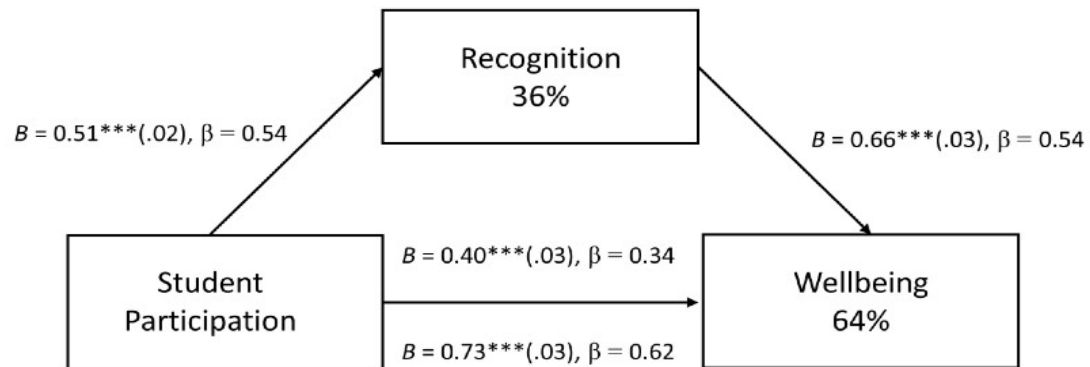 Recognition
36%
B = 0.51***(.02), β = 0.54
B = 0.66***(.03), β = 0.54
Student
Participation
B = 0.40***(.03), β = 0.34
B = 0.73***(.03), β = 0.62
Wellbeing
64%